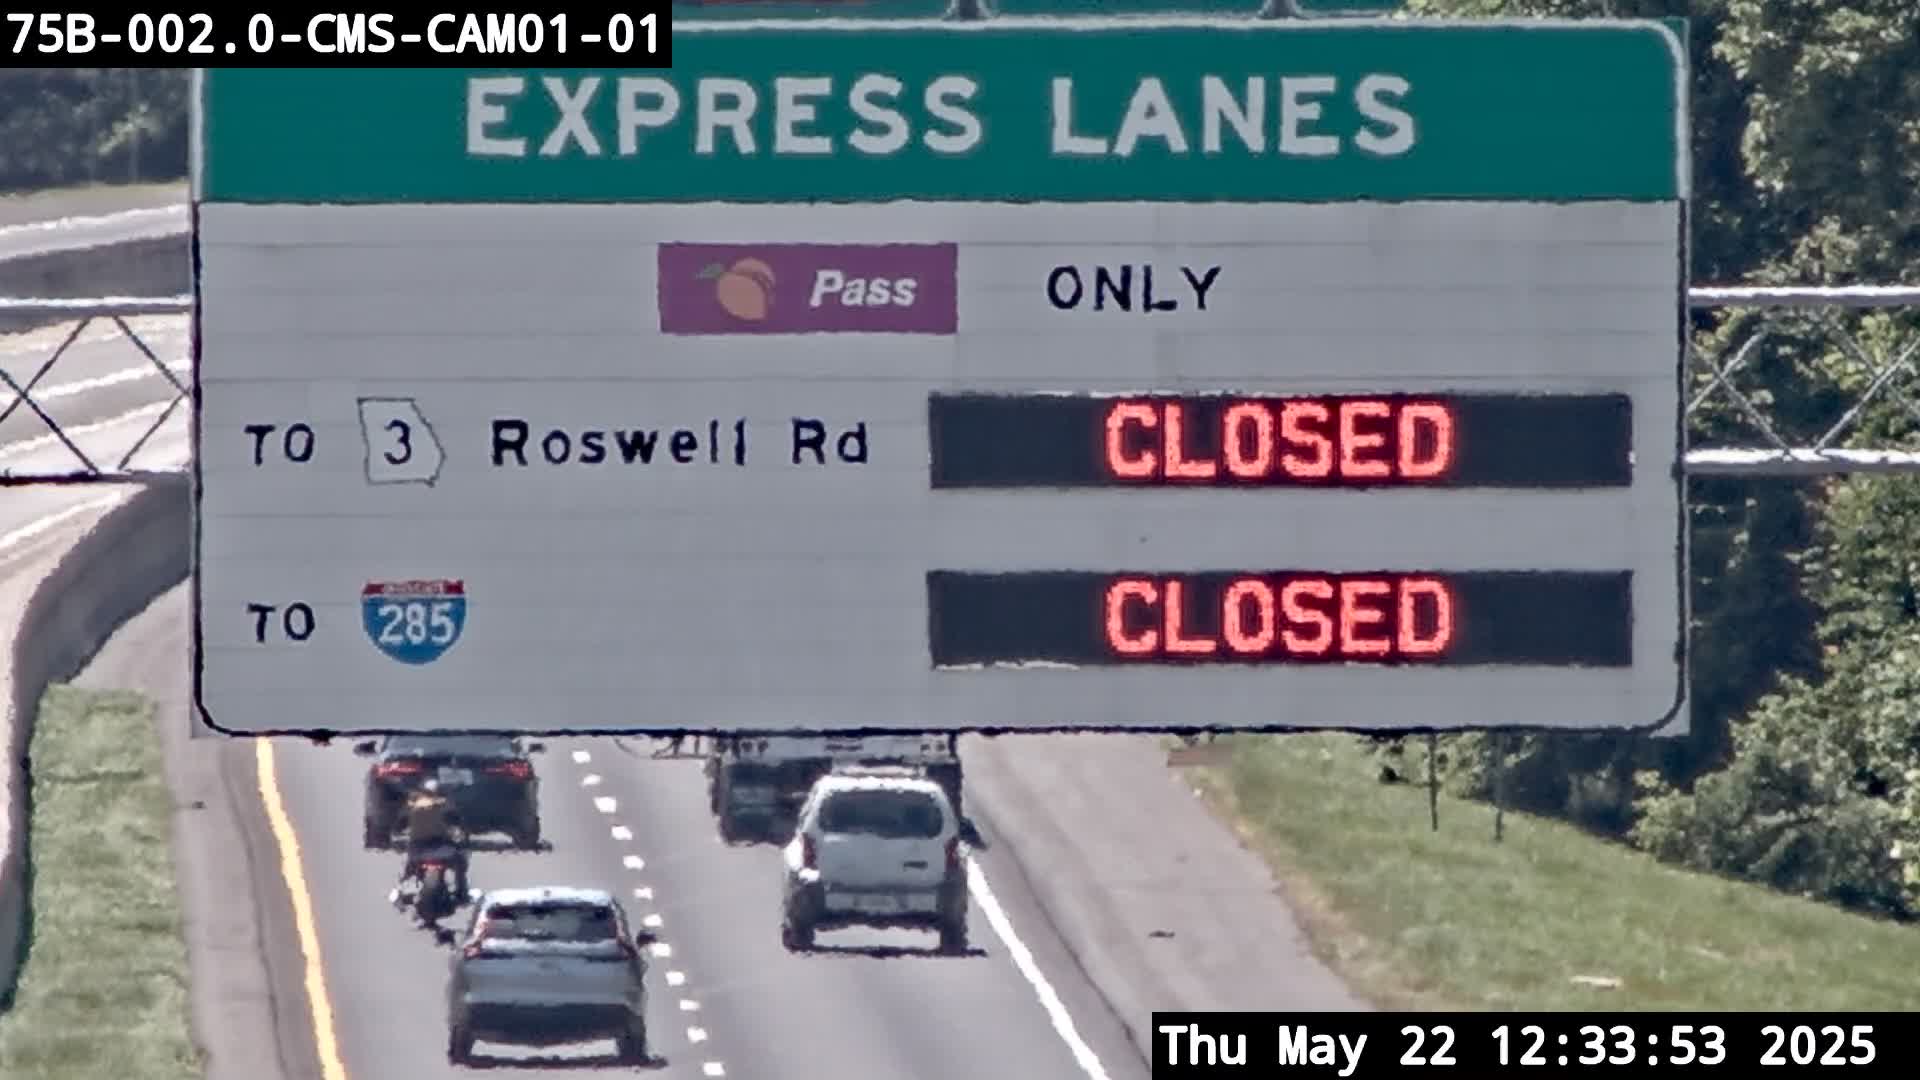 75B-002.0-CMS-CAM01-01
EXPRESS LANES
Pass ONLY
TO 3 Roswell Rd CLOSED
TO 285 CLOSED
Thu May 22 12:33:53 2025